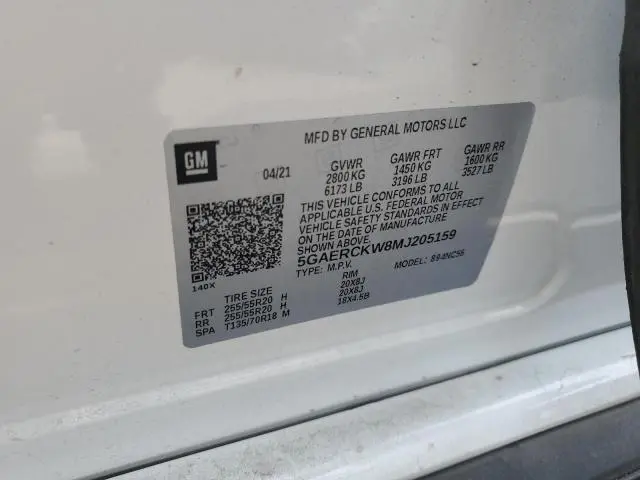 MFD BY GENERAL MOTORS LLC
GM
04/21
GVWR GAWR FRT GAWR RR
2800 KG 1450 KG 1600 KG
6173 LB 3196 LB 3527 LB
THIS VEHICLE CONFORMS TO ALL
APPLICABLE U.S. FEDERAL MOTOR
VEHICLE SAFETY STANDARDS IN EFFECT
ON THE DATE OF MANUFACTURE
SHOWN ABOVE.
5GAERCKW8MJ205159
TYPE: M.P.V. MODEL: 894NC56
140X
TIRE SIZE RIM
FRT 255/55R20 H 20X8J
RR 255/55R20 H 20X8J
SPA T135/70R18 M 18X4.5B